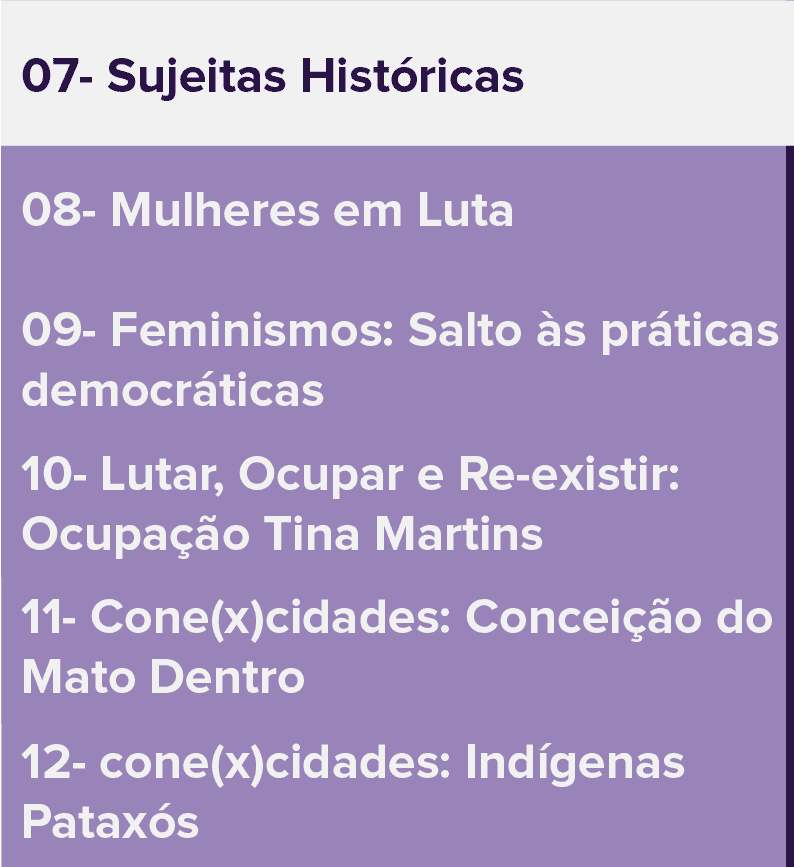 07- Sujeitas Históricas
08- Mulheres em Luta
09- Feminismos: Salto às práticas
democráticas
10- Lutar, Ocupar e Re-existir:
Ocupação Tina Martins
11- Cone(x)cidades: Conceição do
Mato Dentro
12- cone(x)cidades: Indígenas
Pataxós